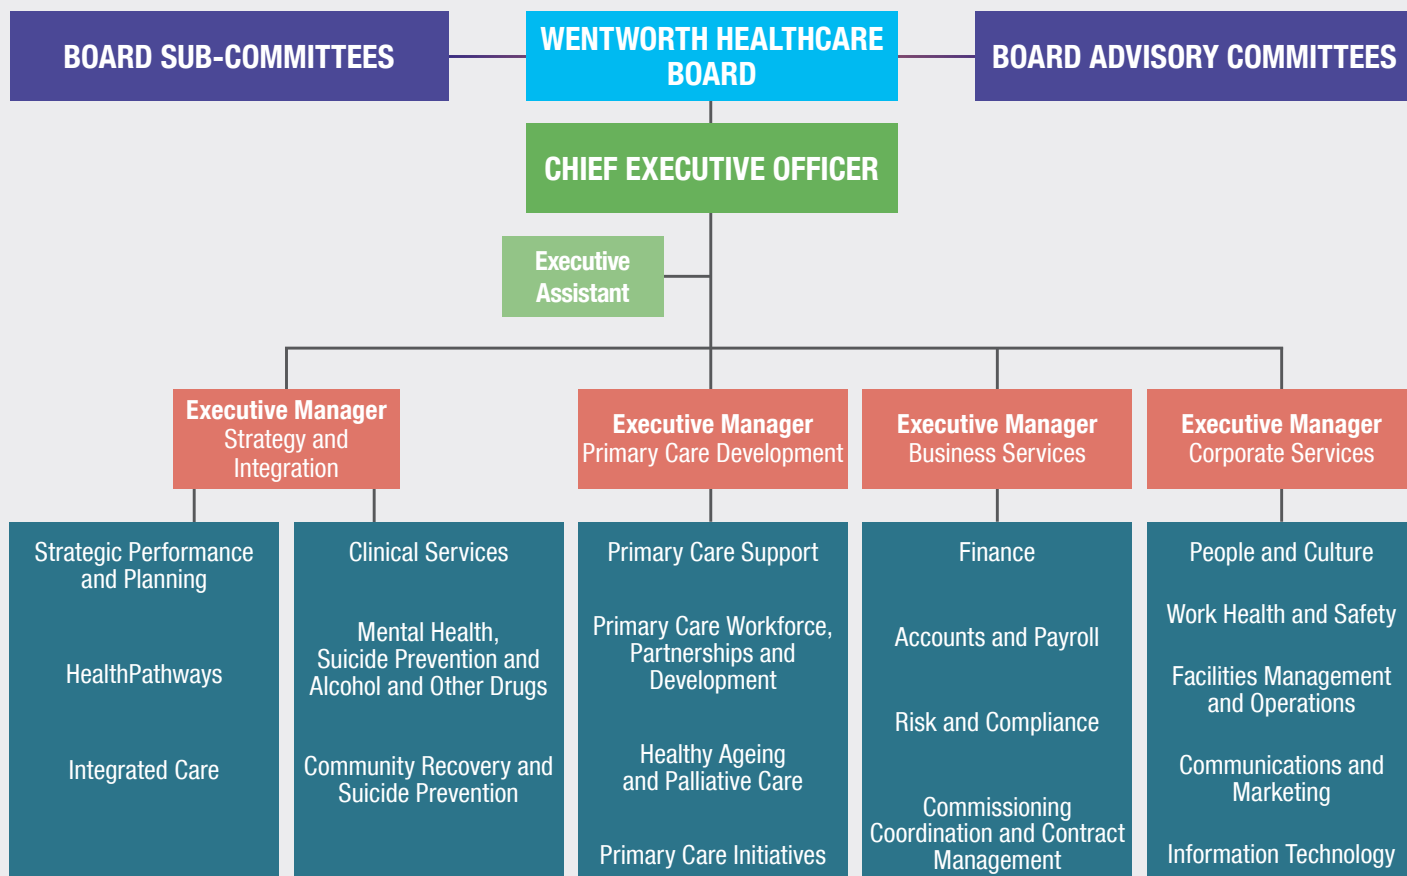 BOARD SUB-COMMITTEES
WENTWORTH HEALTHCARE
BOARD
BOARD ADVISORY COMMITTEES
CHIEF EXECUTIVE OFFICER
Executive
Assistant
Executive Manager
Strategy and
Integration
Executive Manager
Primary Care Development
Executive Manager
Business Services
Executive Manager
Corporate Services
Strategic Performance
and Planning
HealthPathways
Integrated Care
Clinical Services
Mental Health,
Suicide Prevention and
Alcohol and Other Drugs
Community Recovery and
Suicide Prevention
Primary Care Support
Primary Care Workforce,
Partnerships and
Development
Healthy Ageing
and Palliative Care
Primary Care Initiatives
Finance
Accounts and Payroll
Risk and Compliance
Commissioning
Coordination and Contract
Management
People and Culture
Work Health and Safety
Facilities Management
and Operations
Communications and
Marketing
Information Technology